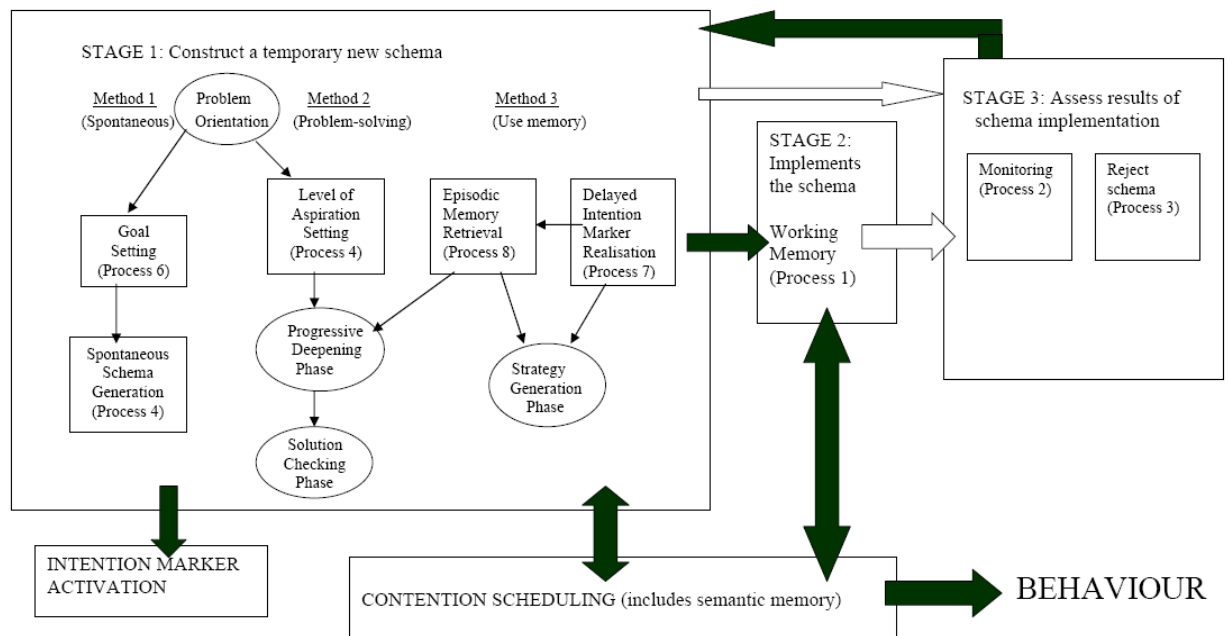 STAGE 1: Construct a temporary new schema
Method 1
(Spontaneous)
Problem
Orientation
Method 2
(Problem-solving)
Method 3
(Use memory)
Goal
Setting
(Process 6)
Level of
Aspiration
Setting
(Process 4)
Episodic
Memory
Retrieval
(Process 8)
Delayed
Intention
Marker
Realisation
(Process 7)
Spontaneous
Schema
Generation
(Process 4)
Progressive
Deepening
Phase
Strategy
Generation
Phase
Solution
Checking
Phase
STAGE 2:
Implements
the schema
Working
Memory
(Process 1)
STAGE 3: Assess results of
schema implementation
Monitoring
(Process 2)
Reject
schema
(Process 3)
INTENTION MARKER
ACTIVATION
CONTENTION SCHEDULING (includes semantic memory)
BEHAVIOUR